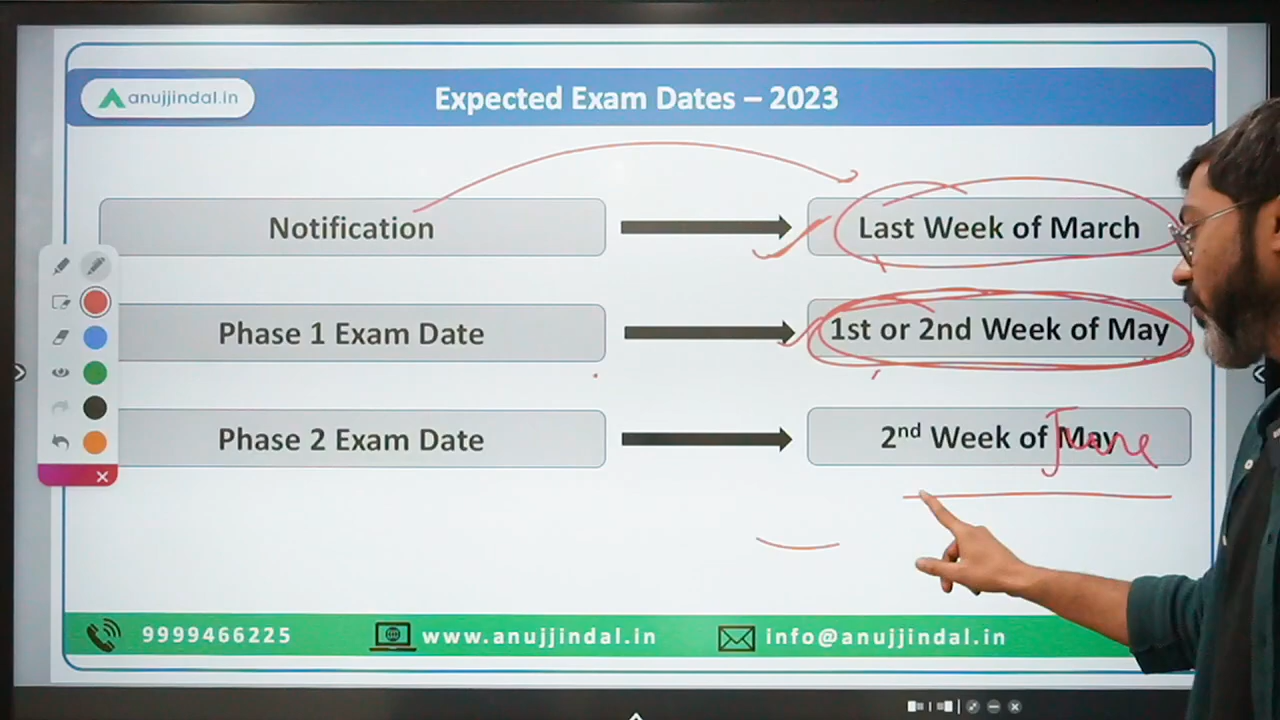 anujjindal.in
Expected Exam Dates – 2023
Notification
Last Week of March
Phase 1 Exam Date
1st or 2nd Week of May
Phase 2 Exam Date
2nd Week of May
June
9999466225
www.anujjindal.in
info@anujjindal.in